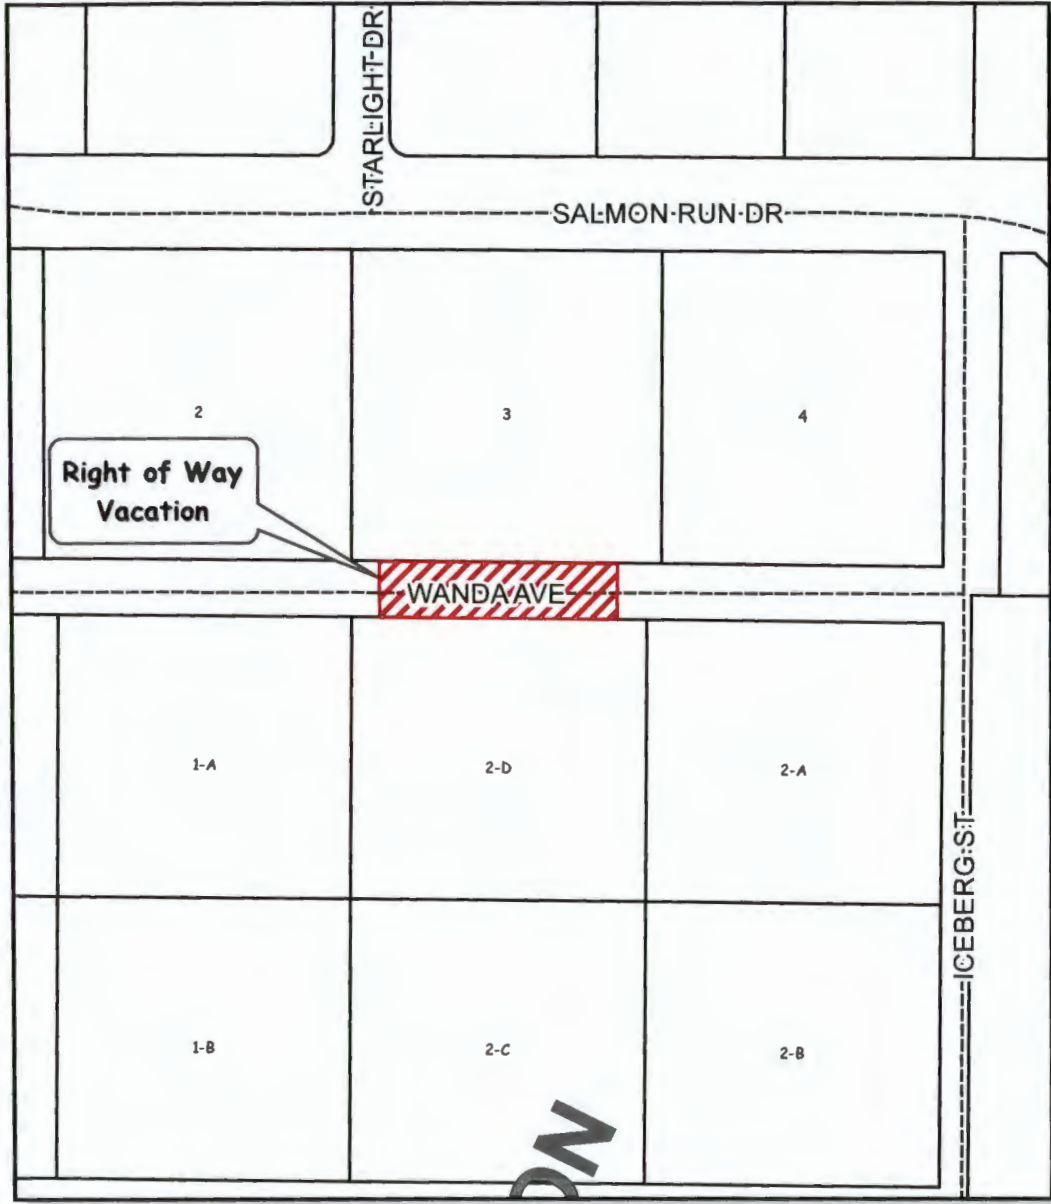 STARLIGHT DR
SALMON RUN DR
2
3
4
Right of Way
Vacation
WANDA AVE
1-A
2-D
2-A
ICEBERG ST
1-B
2-C
2-B
ON